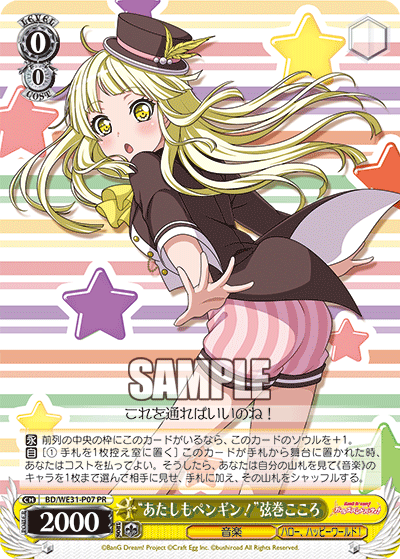 LEVEL
0
0
COST
SAMPLE
これを通ればいいのね！
永 前列の中央の枠にこのカードがいるなら、このカードのソウルを＋1。
自 [① 手札を1枚控え室に置く] このカードが手札から舞台に置かれた時、
あなたはコストを払ってよい。そうしたら、あなたは自分の山札を見て《音楽》の
キャラを1枚まで選んで相手に見せ、手札に加え、その山札をシャッフルする。
CH BD/WE31-P07 PR
2000
“あたしもペンギン！”弦巻こころ
音楽
ハロー、ハッピーワールド！
©BanG Dream! Project ©Craft Egg Inc. ©bushiroad All Rights Reserved.